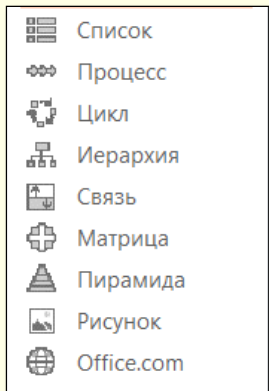 Список
Процесс
Цикл
Иерархия
Связь
Матрица
Пирамида
Рисунок
Office.com